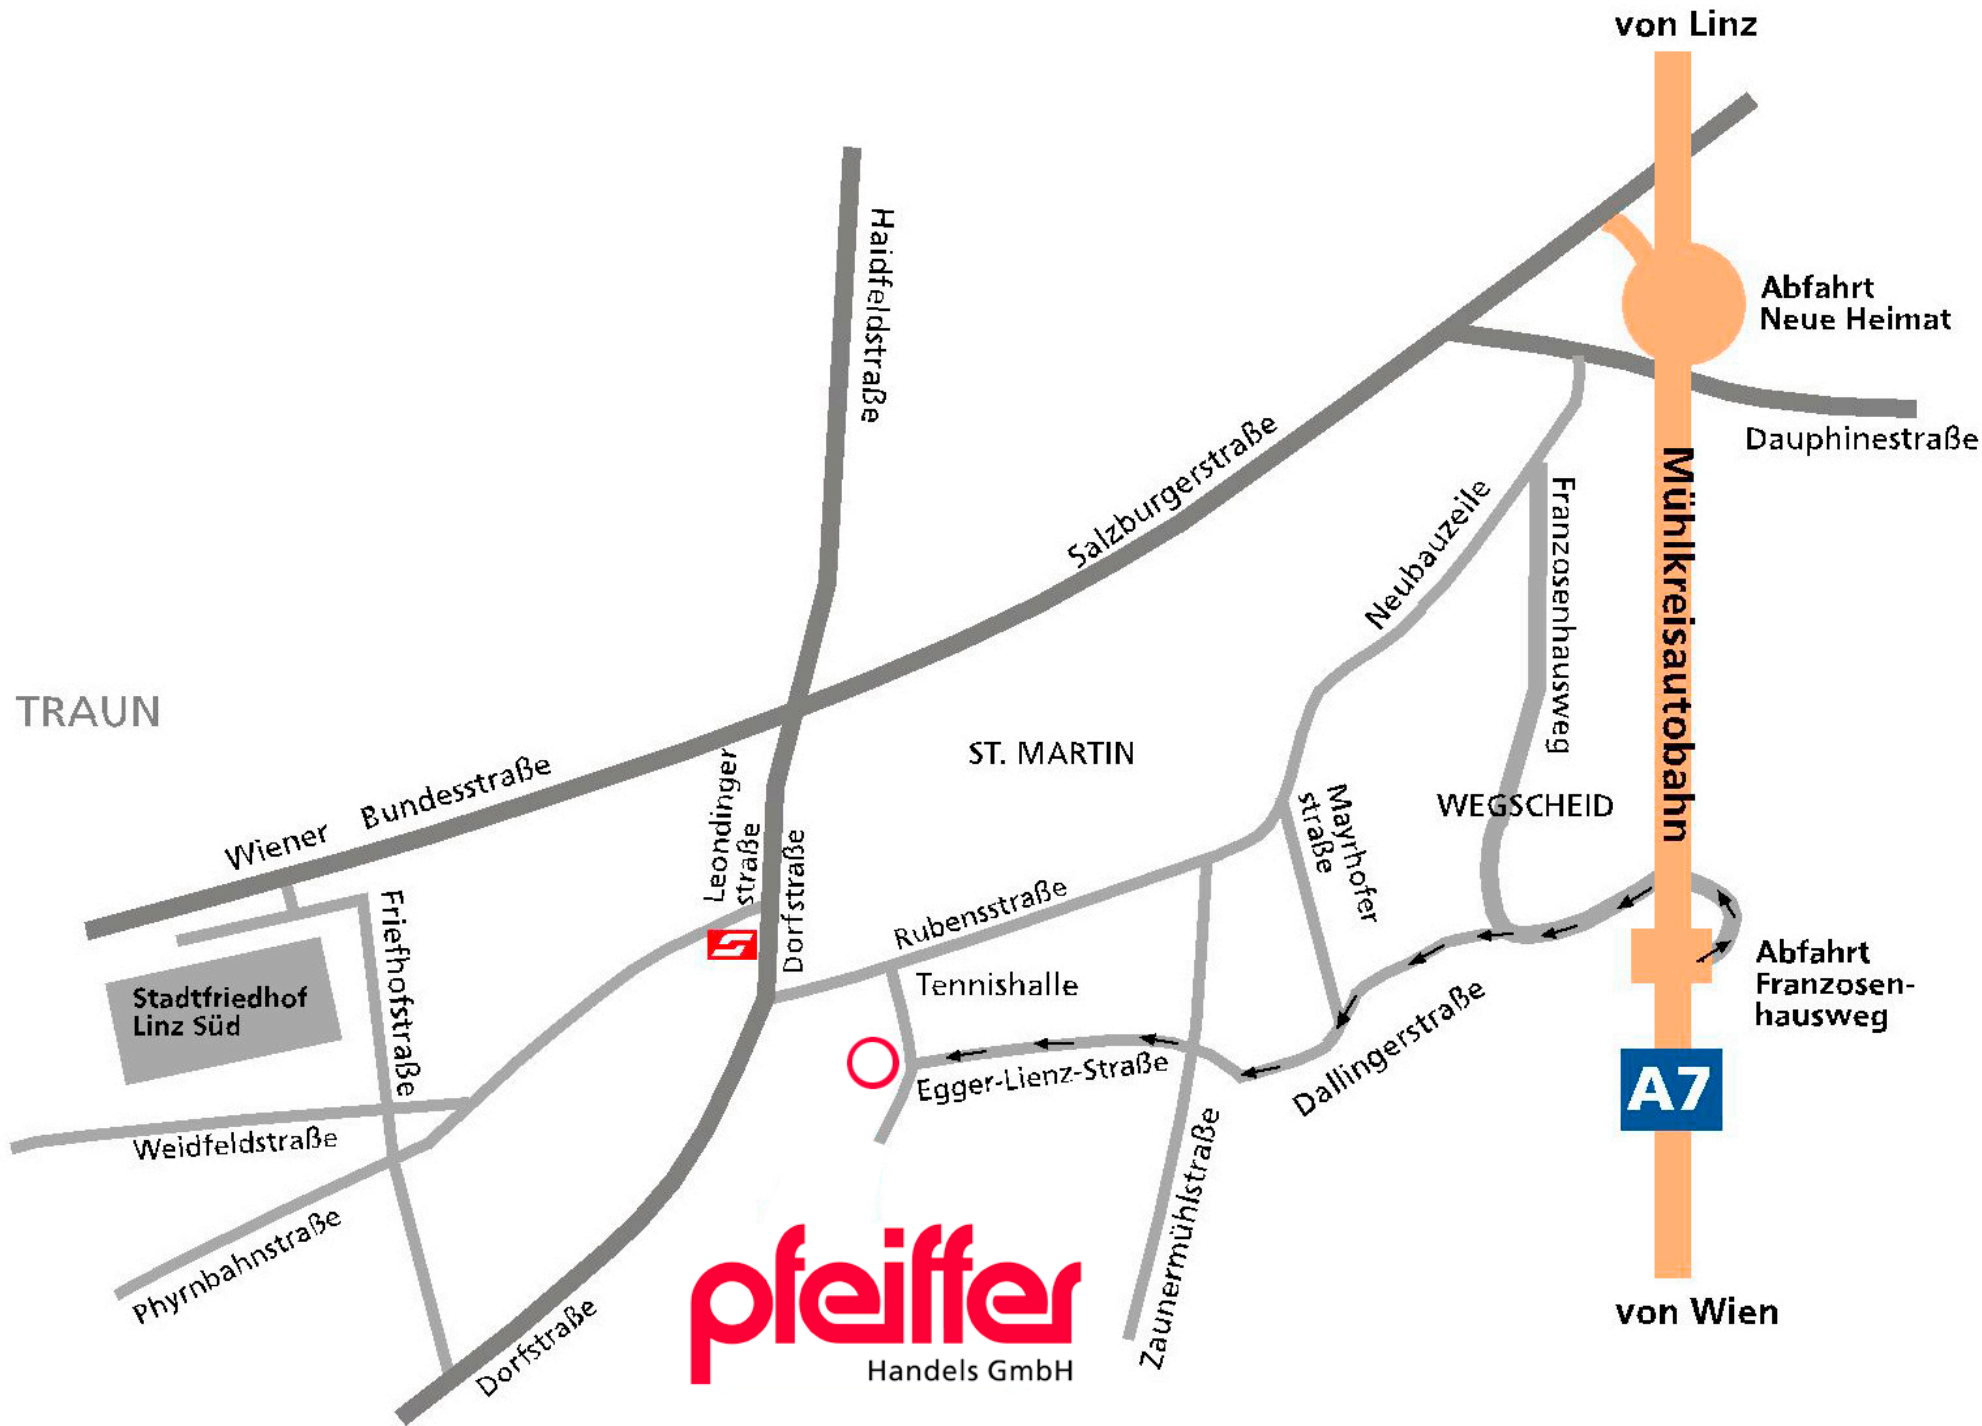 von Linz
Haidfeldstraße
Abfahrt
Neue Heimat
Dauphinestraße
Salzburgerstraße
Neubauzeile
Franzosenhausweg
Mühlkreisautobahn
TRAUN
ST. MARTIN
WEGSCHEID
Wiener Bundesstraße
Leondinger
straße
Dorfstraße
Mayrhofer
straße
Rubensstraße
Friefhofstraße
Tennishalle
Stadtfriedhof
Linz Süd
Abfahrt
Franzosen-
hausweg
Egger-Lienz-Straße
Dallingerstraße
A7
Weidfeldstraße
Zaunermühlstraße
Phyrnbahnstraße
Dorfstraße
pfeiffer
Handels GmbH
von Wien